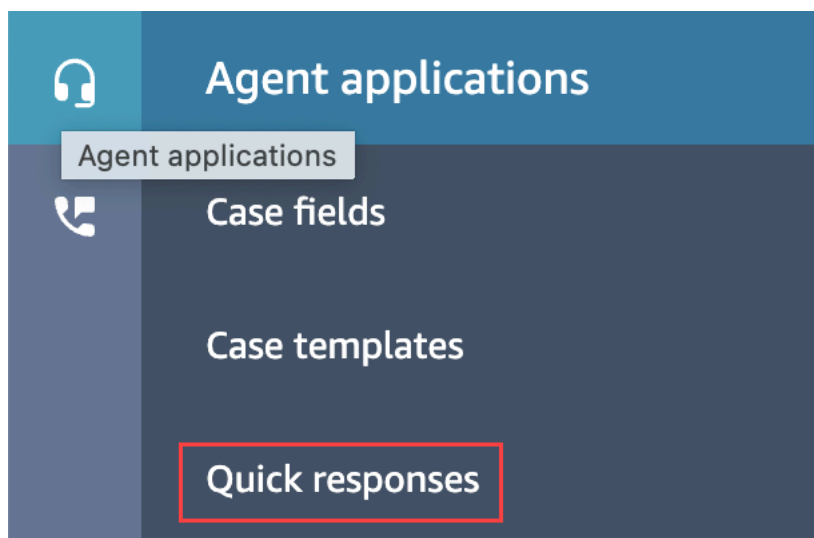 Agent applications
Agent applications
Case fields
Case templates
Quick responses